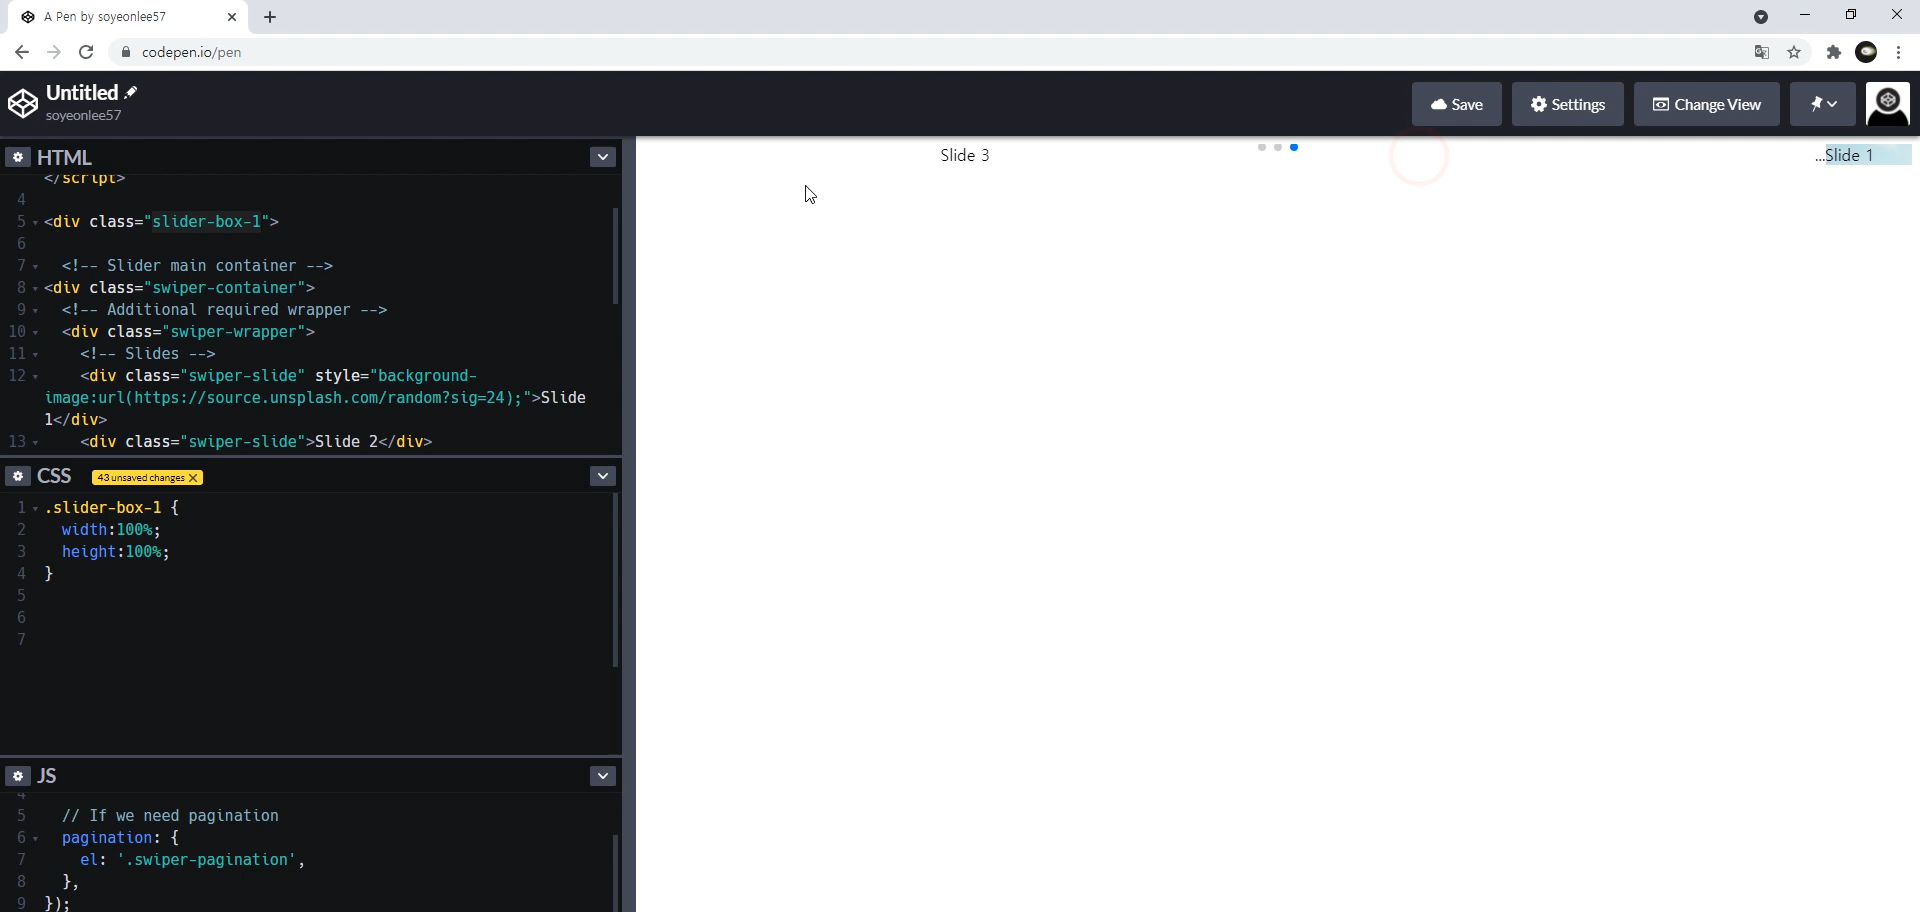 A Pen by soyeonlee57
codepen.io/pen
Untitled
soyeonlee57
Save
Settings
Change View
HTML
</script>
4
5 <div class="slider-box-1">
6
7 <!-- Slider main container -->
8 <div class="swiper-container">
9 <!-- Additional required wrapper -->
10 <div class="swiper-wrapper">
11 <!-- Slides -->
12 <div class="swiper-slide" style="background-
image:url(https://source.unsplash.com/random?sig=24);">Slide
1</div>
13 <div class="swiper-slide">Slide 2</div>
CSS 43 unsaved changes
1 .slider-box-1 {
2 width:100%;
3 height:100%;
4 }
5
6
7
JS
4
5 // If we need pagination
6 pagination: {
7 el: '.swiper-pagination',
8 },
9 });
Slide 3
...Slide 1